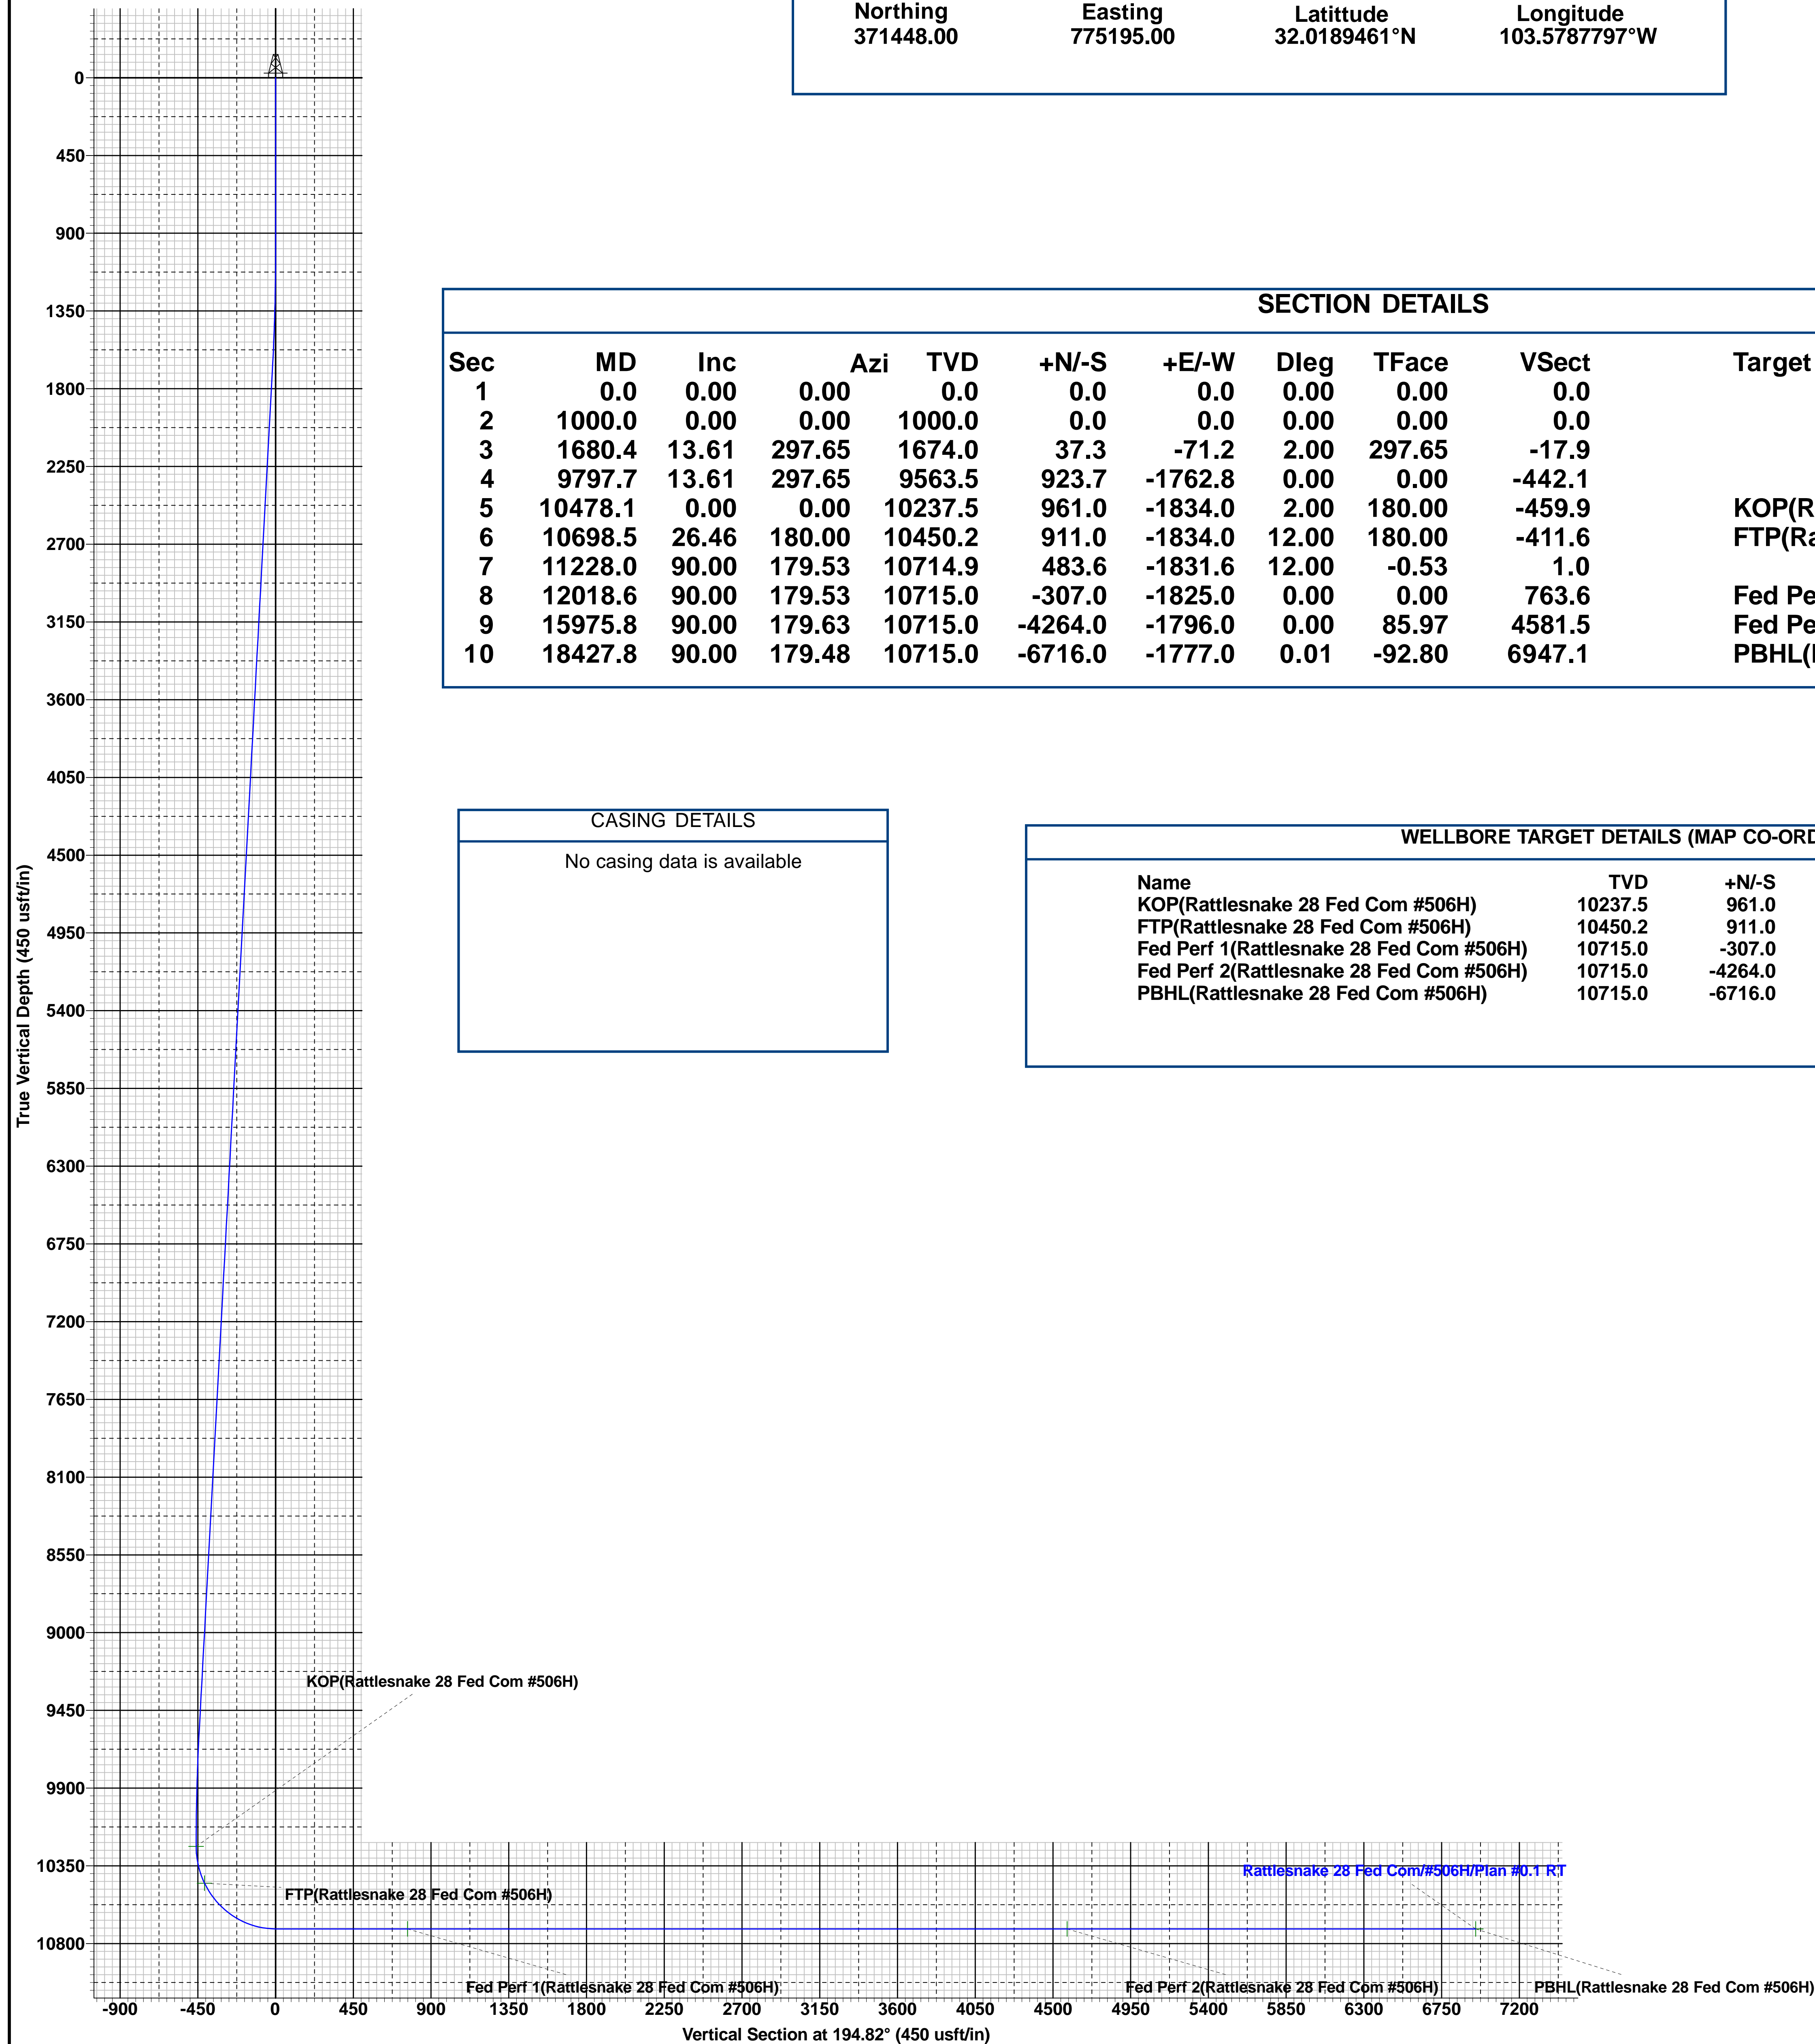 Northing Easting Latittude Longitude
371448.00 775195.00 32.0189461°N 103.5787797°W
SECTION DETAILS
Sec MD Inc Azi TVD +N/-S +E/-W Dleg TFace VSect Target
1 0.0 0.00 0.00 0.0 0.0 0.0 0.00 0.00 0.0
2 1000.0 0.00 0.00 1000.0 0.0 0.0 0.00 0.00 0.0
3 1680.4 13.61 297.65 1674.0 37.3 -71.2 2.00 297.65 -17.9
4 9797.7 13.61 297.65 9563.5 923.7 -1762.8 0.00 0.00 -442.1
5 10478.1 0.00 0.00 10237.5 961.0 -1834.0 2.00 180.00 -459.9 KOP(R
6 10698.5 26.46 180.00 10450.2 911.0 -1834.0 12.00 180.00 -411.6 FTP(Ra
7 11228.0 90.00 179.53 10714.9 483.6 -1831.6 12.00 -0.53 1.0
8 12018.6 90.00 179.53 10715.0 -307.0 -1825.0 0.00 0.00 763.6 Fed Pe
9 15975.8 90.00 179.63 10715.0 -4264.0 -1796.0 0.00 85.97 4581.5 Fed Pe
10 18427.8 90.00 179.48 10715.0 -6716.0 -1777.0 0.01 -92.80 6947.1 PBHL(
CASING DETAILS
No casing data is available
WELLBORE TARGET DETAILS (MAP CO-ORD
Name TVD +N/-S
KOP(Rattlesnake 28 Fed Com #506H) 10237.5 961.0
FTP(Rattlesnake 28 Fed Com #506H) 10450.2 911.0
Fed Perf 1(Rattlesnake 28 Fed Com #506H) 10715.0 -307.0
Fed Perf 2(Rattlesnake 28 Fed Com #506H) 10715.0 -4264.0
PBHL(Rattlesnake 28 Fed Com #506H) 10715.0 -6716.0
True Vertical Depth (450 usft/in)
0
450
900
1350
1800
2250
2700
3150
3600
4050
4500
4950
5400
5850
6300
6750
7200
7650
8100
8550
9000
9450
9900
10350
10800
KOP(Rattlesnake 28 Fed Com #506H)
Rattlesnake 28 Fed Com/#506H/Plan #0.1 RT
FTP(Rattlesnake 28 Fed Com #506H)
Fed Perf 1(Rattlesnake 28 Fed Com #506H)
Fed Perf 2(Rattlesnake 28 Fed Com #506H)
PBHL(Rattlesnake 28 Fed Com #506H)
-900 -450 0 450 900 1350 1800 2250 2700 3150 3600 4050 4500 4950 5400 5850 6300 6750 7200
Vertical Section at 194.82° (450 usft/in)